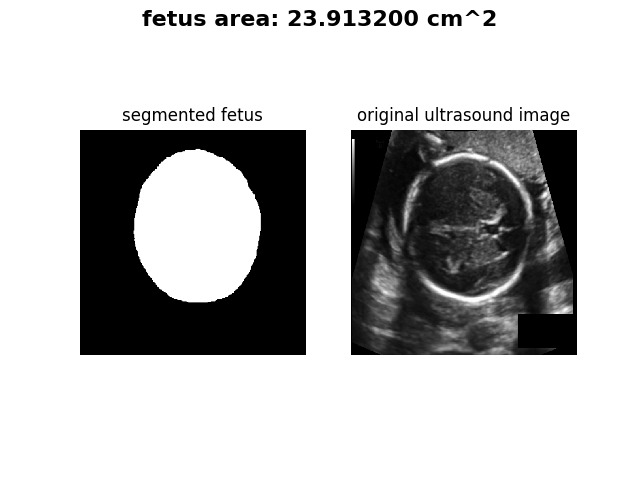 fetus area: 23.913200 cm^2
segmented fetus
original ultrasound image